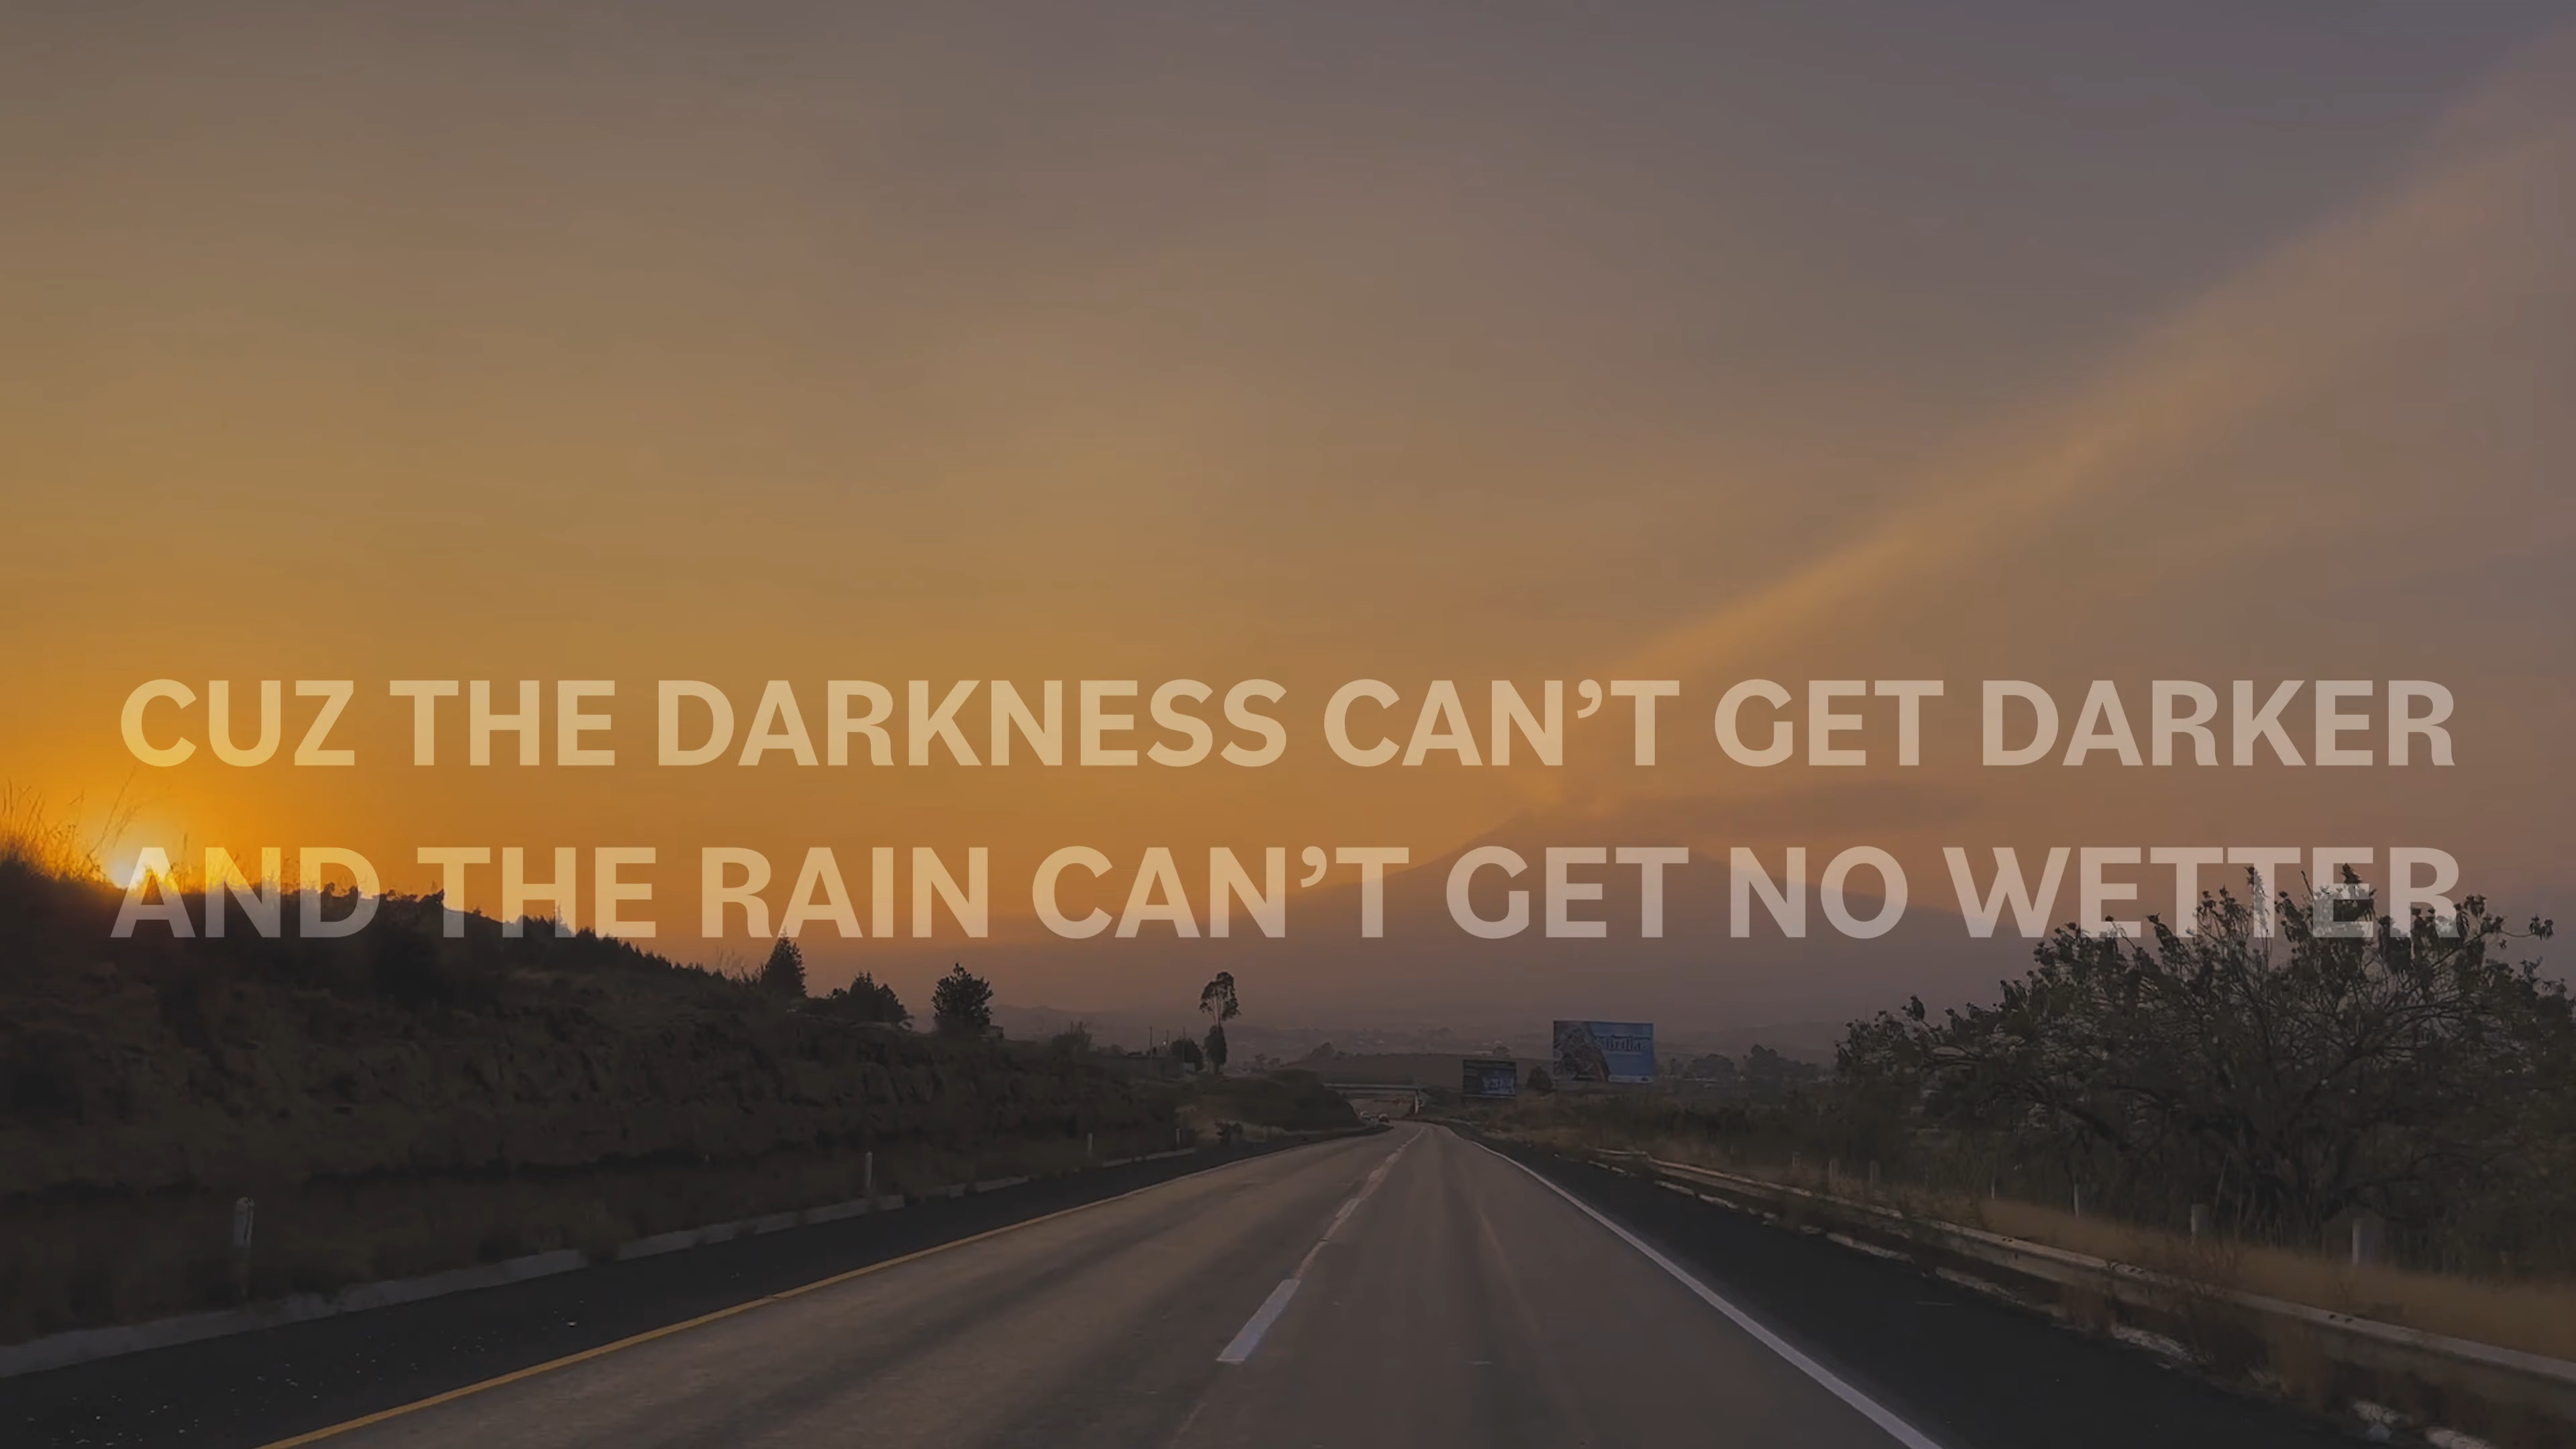 CUZ THE DARKNESS CAN’T GET DARKER
AND THE RAIN CAN’T GET NO WETTER